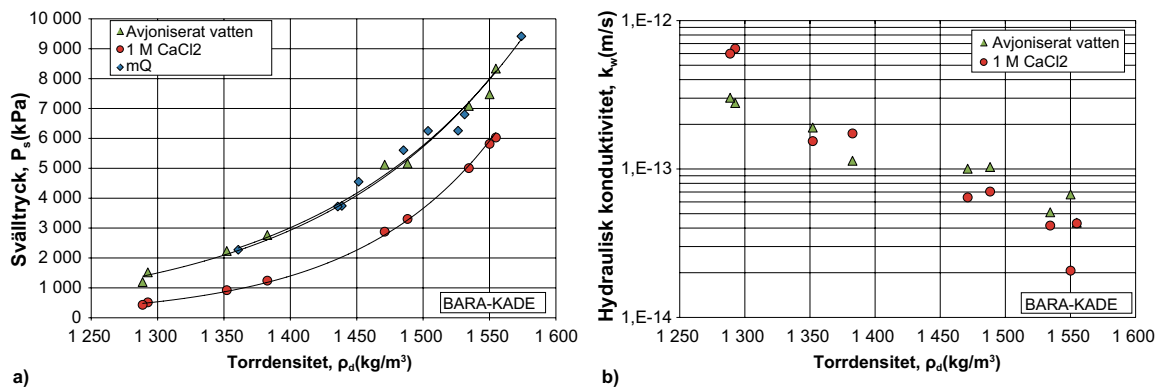 10 000
9 000
8 000
7 000
6 000
5 000
4 000
3 000
2 000
1 000
0
Svälltryck, Ps(kPa)
Avjoniserat vatten
1 M CaCl2
mQ
BARA-KADE
1 250 1 300 1 350 1 400 1 450 1 500 1 550 1 600
Torrdensitet, ρd(kg/m³)
a)
1,E-12
1,E-13
1,E-14
Hydraulisk konduktivitet, kw(m/s)
Avjoniserat vatten
1 M CaCl2
BARA-KADE
1 250 1 300 1 350 1 400 1 450 1 500 1 550 1 600
Torrdensitet, ρd(kg/m³)
b)